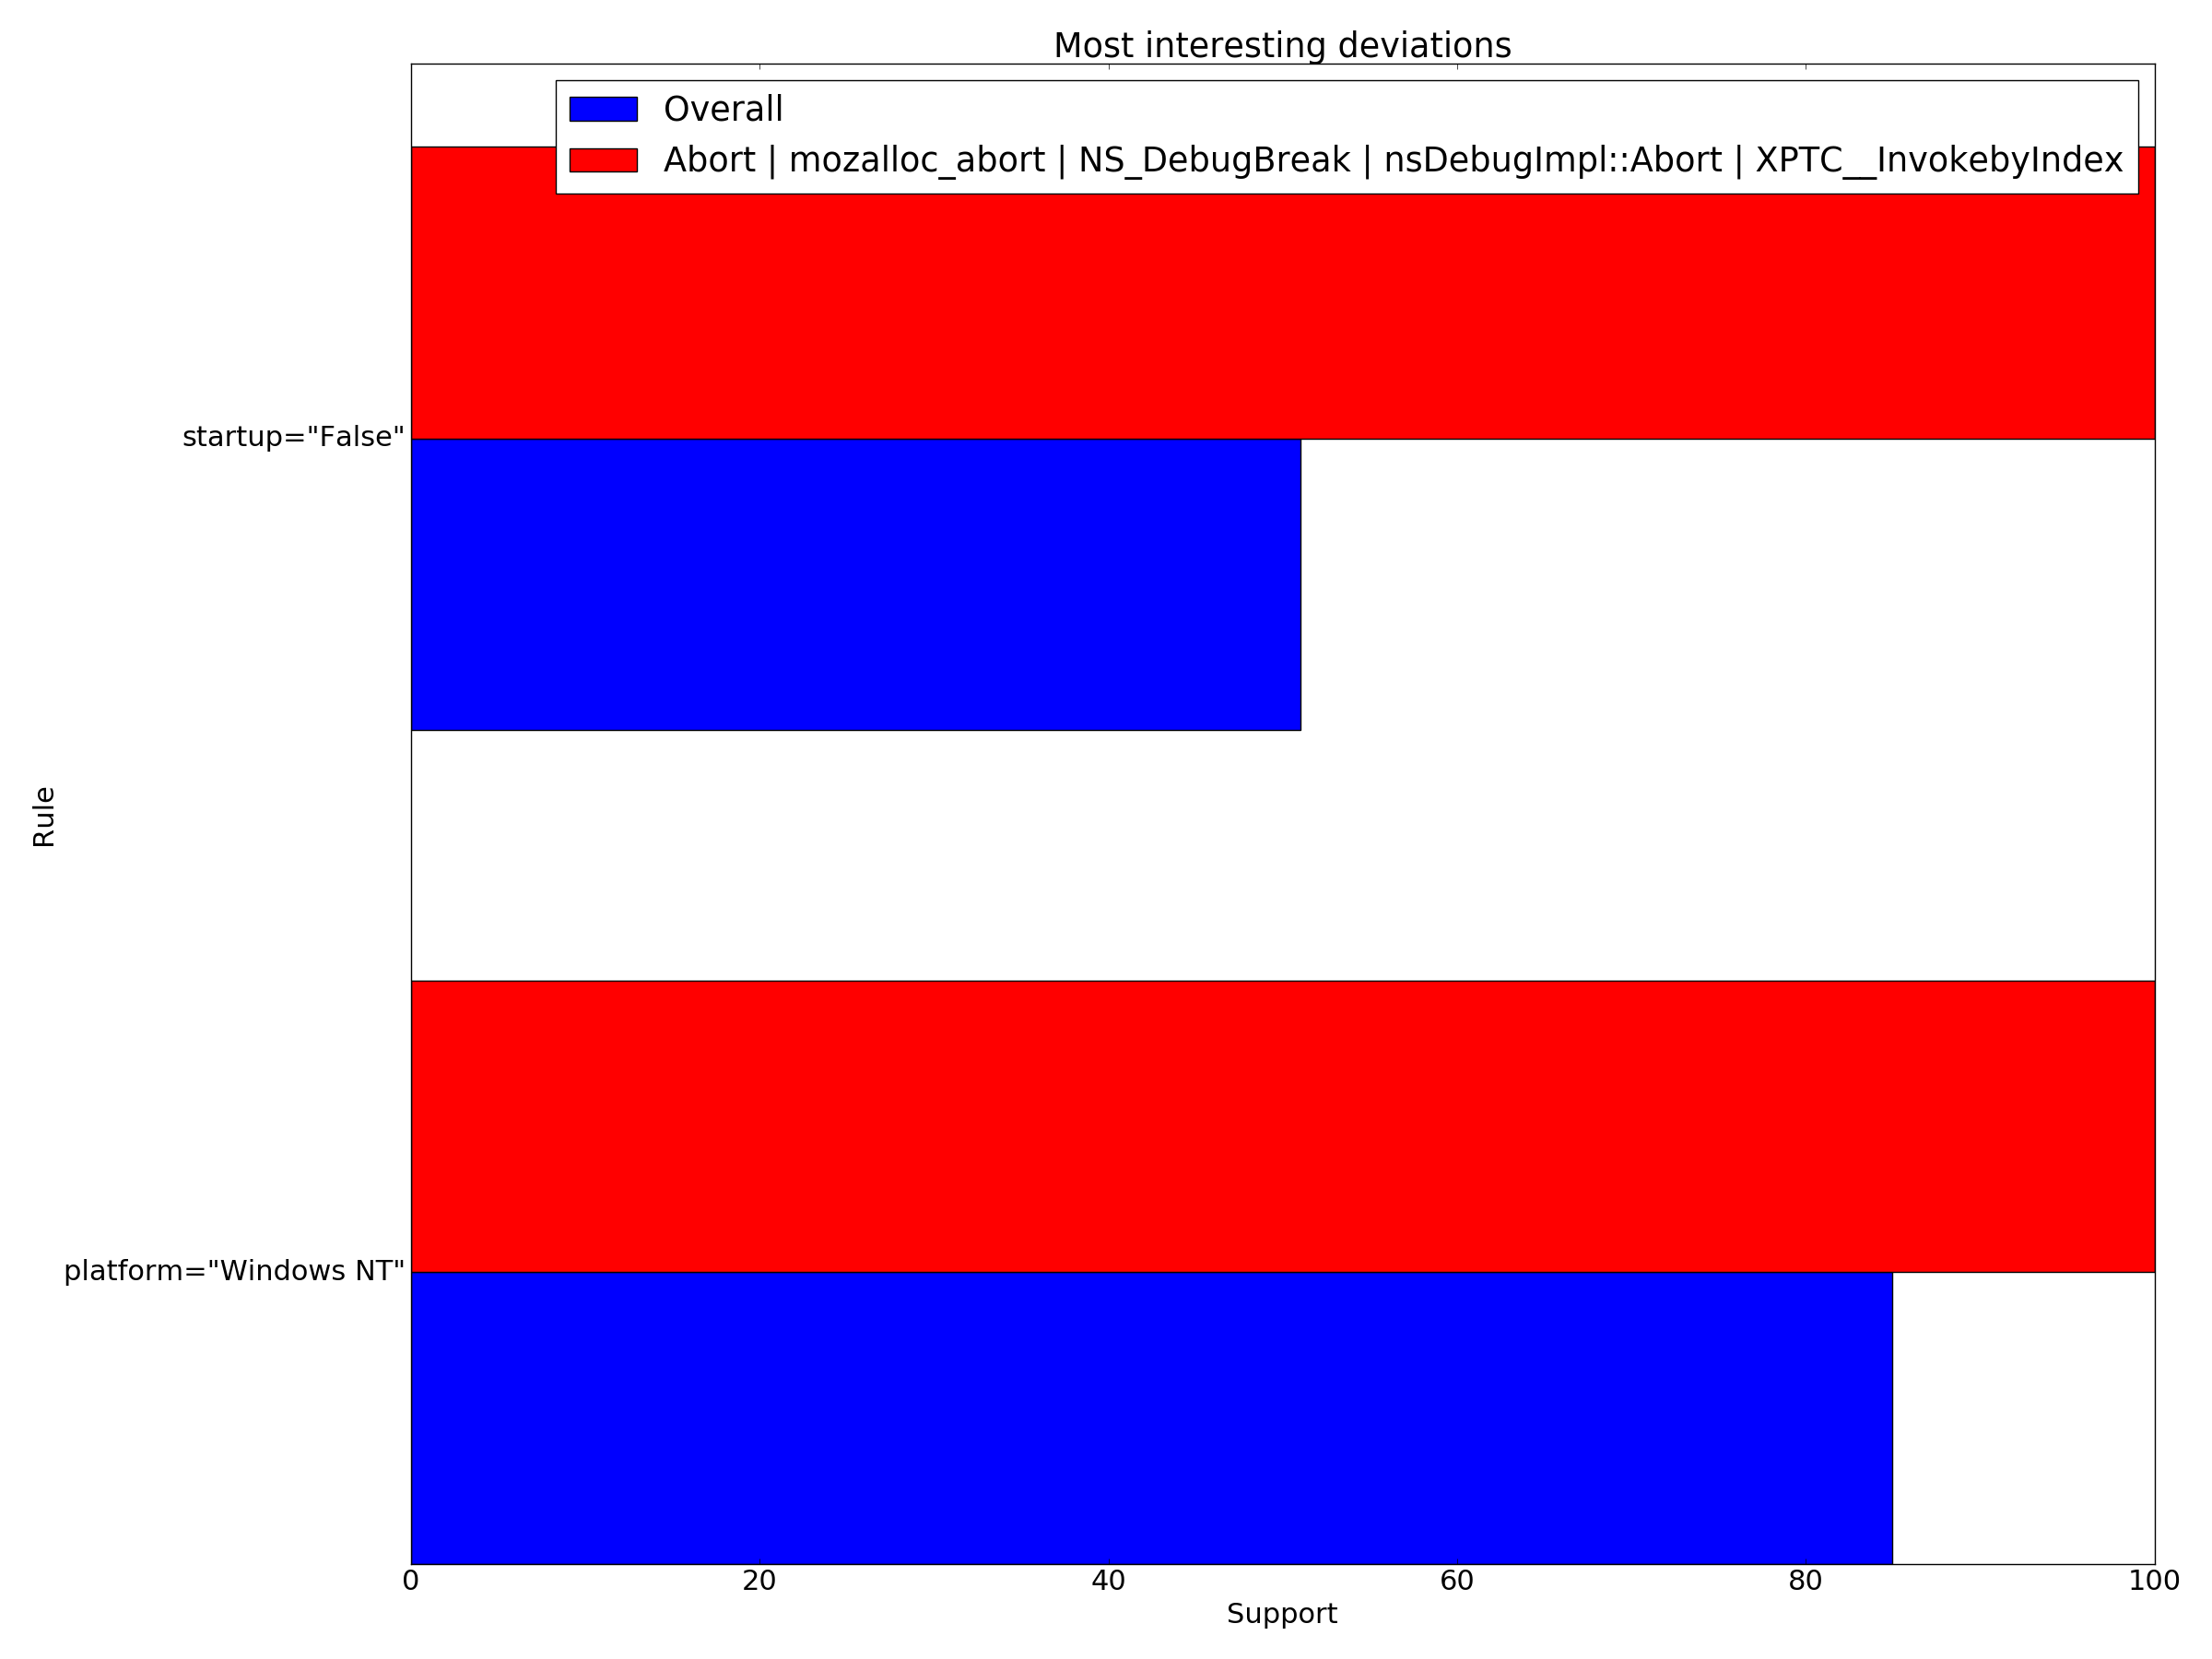 Most interesting deviations
Overall
Abort | mozalloc_abort | NS_DebugBreak | nsDebugImpl::Abort | XPTC__InvokebyIndex
startup="False"
Rule
platform="Windows NT"
0 20 40 60 80 100
Support